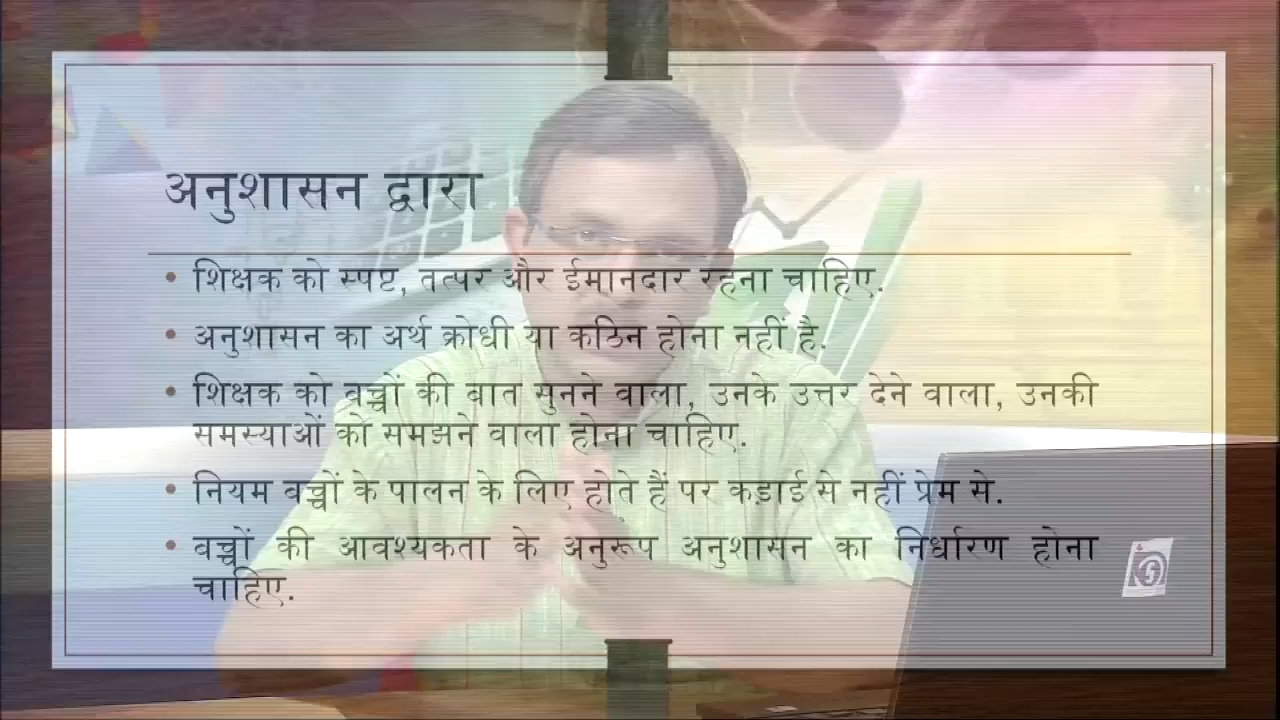 अनुशासन द्वारा
• शिक्षक को स्पष्ट, तत्पर और ईमानदार रहना चाहिए.
• अनुशासन का अर्थ क्रोधी या कठिन होना नहीं है.
• शिक्षक को बच्चों की बात सुनने वाला, उनके उत्तर देने वाला, उनकी
समस्याओं को समझने वाला होना चाहिए.
• नियम बच्चों के पालन के लिए होते हैं पर कड़ाई से नहीं प्रेम से.
• बच्चों की आवश्यकता के अनुरूप अनुशासन का निर्धारण होना
चाहिए.